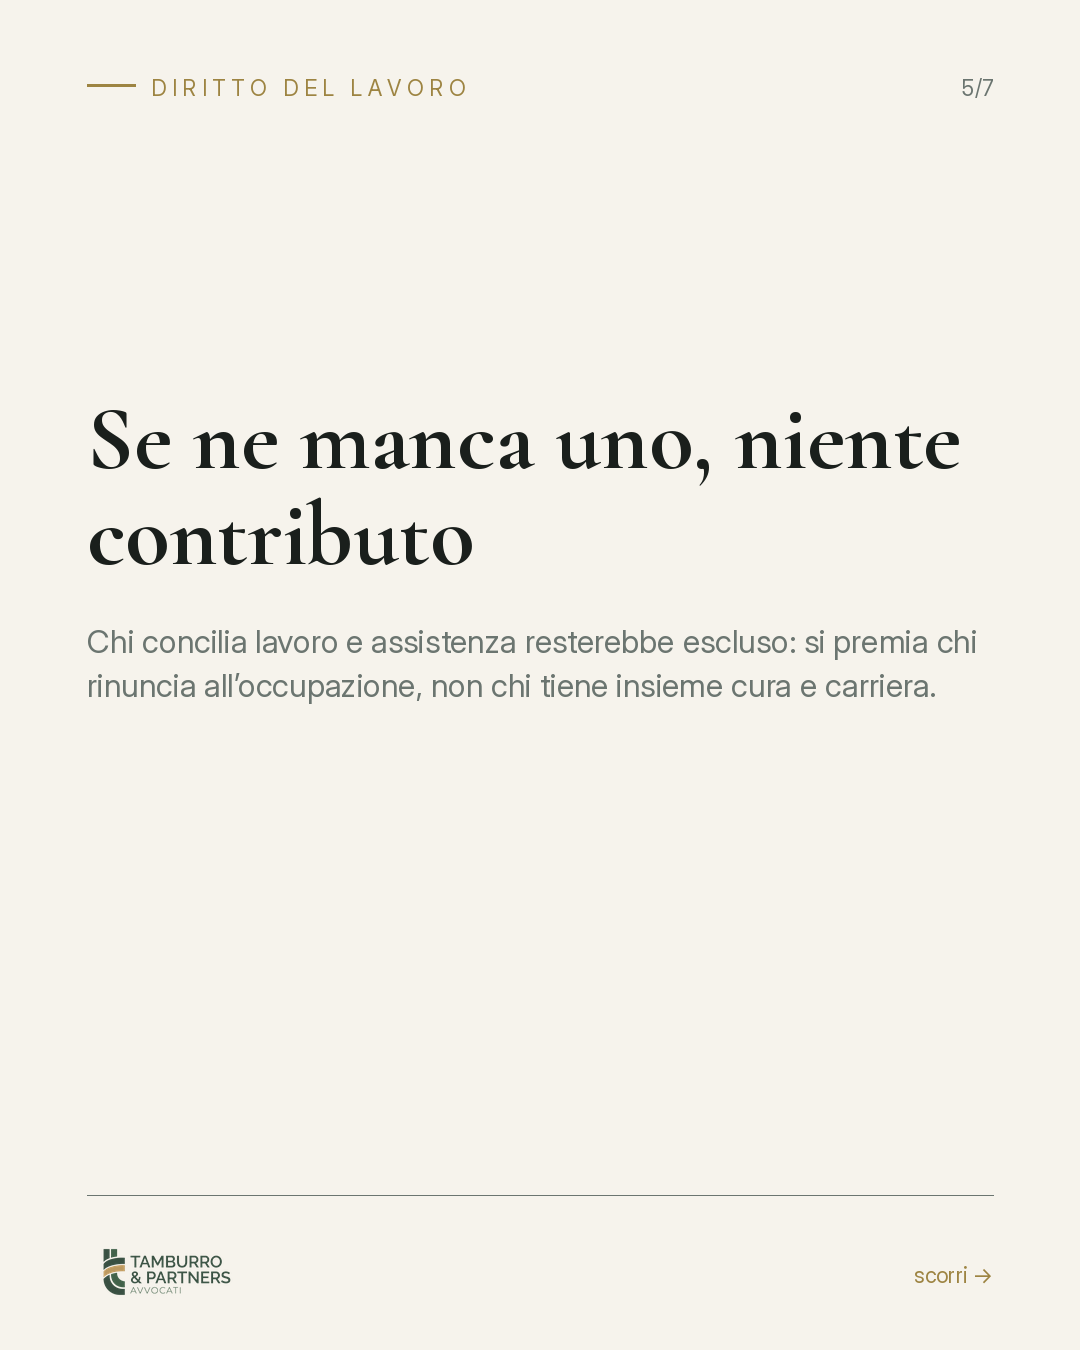 DIRITTO DEL LAVORO
5/7
Se ne manca uno, niente
contributo
Chi concilia lavoro e assistenza resterebbe escluso: si premia chi
rinuncia all’occupazione, non chi tiene insieme cura e carriera.
TAMBURRO
& PARTNERS
AVVOCATI
scorri →